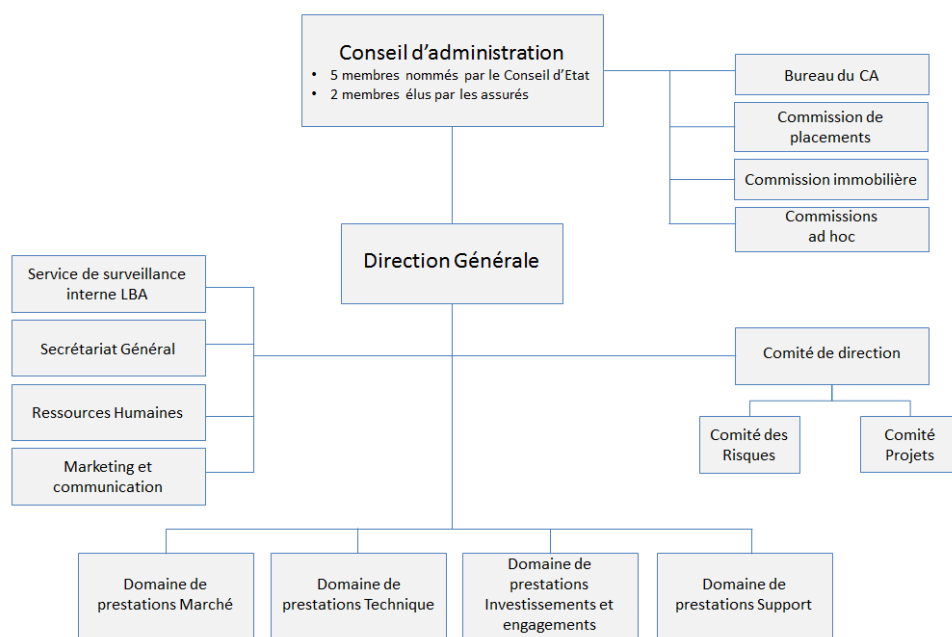 Conseil d'administration
• 5 membres nommés par le Conseil d'Etat
• 2 membres élus par les assurés
Bureau du CA
Commission de
placements
Commission immobilière
Commissions
ad hoc
Direction Générale
Service de surveillance
interne LBA
Secrétariat Général
Ressources Humaines
Marketing et
communication
Comité de direction
Comité des
Risques
Comité
Projets
Domaine de
prestations Marché
Domaine de
prestations Technique
Domaine de
prestations
Investissements et
engagements
Domaine de
prestations Support